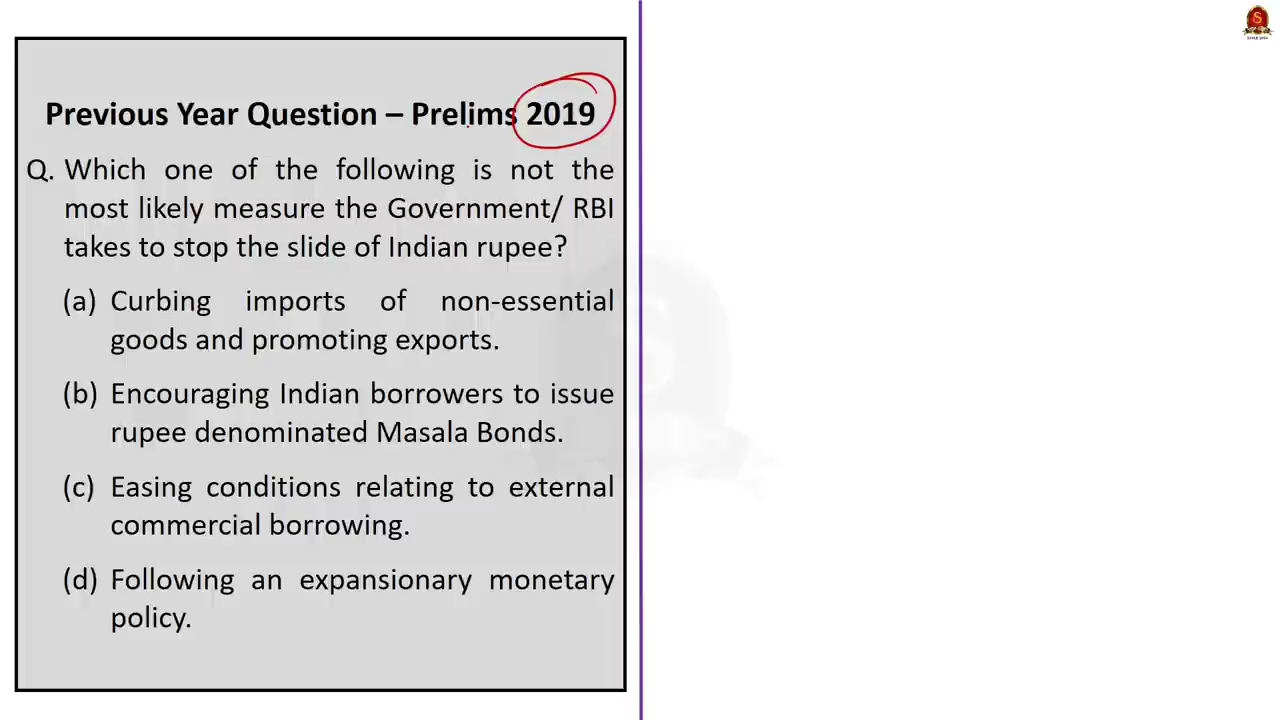 Previous Year Question – Prelims 2019
Q. Which one of the following is not the
most likely measure the Government/ RBI
takes to stop the slide of Indian rupee?
(a) Curbing imports of non-essential
goods and promoting exports.
(b) Encouraging Indian borrowers to issue
rupee denominated Masala Bonds.
(c) Easing conditions relating to external
commercial borrowing.
(d) Following an expansionary monetary
policy.